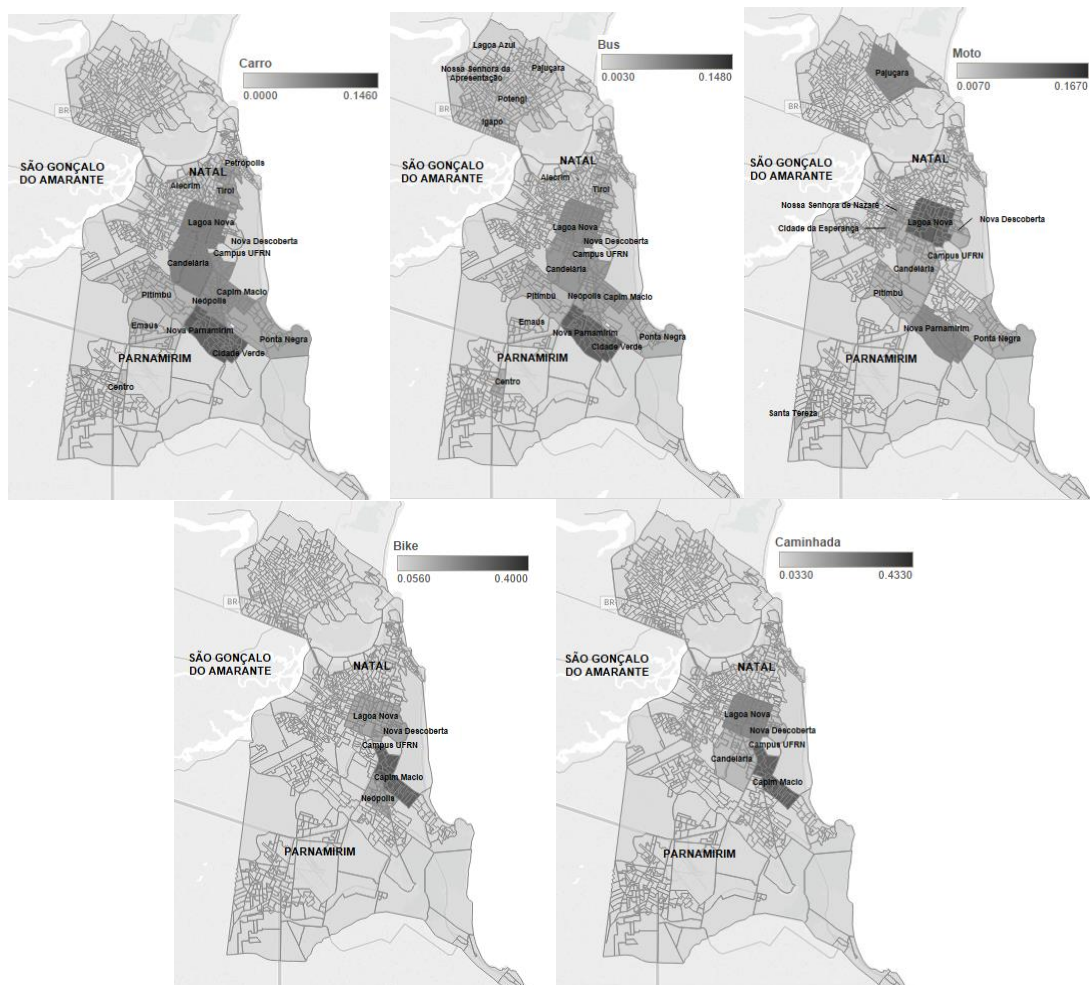 Carro
0.0000 0.1460
BR
SÃO GONÇALO
DO AMARANTE
NATAL
Petrópolis
Alecrim
Tirol
Lagoa Nova
Nova Descoberta
Campus UFRN
Candelária
Capim Macio
Pitimbú
Neópolis
Emaús
Nova Parnamirim
Ponta Negra
Cidade Verde
PARNAMIRIM
Centro
Bus
0.0030 0.1480
Lagoa Azul
Nossa Senhora da
Apresentação
Pajuçara
Potengi
Igapo
BR
NATAL
SÃO GONÇALO
DO AMARANTE
Alecrim
Tirol
Lagoa Nova
Nova Descoberta
Campus UFRN
Candelária
Pitimbú
Neópolis
Capim Macio
Emaús
Nova Parnamirim
Ponta Negra
Cidade Verde
PARNAMIRIM
Centro
Moto
0.0070 0.1670
Pajuçara
BR
NATAL
SÃO GONÇALO
DO AMARANTE
Nossa Senhora de Nazaré
Lagoa Nova
Nova Descoberta
Cidade da Esperança
Campus UFRN
Candelária
Pitimbú
Nova Parnamirim
Ponta Negra
PARNAMIRIM
Santa Tereza
Bike
0.0560 0.4000
BR
SÃO GONÇALO
DO AMARANTE
NATAL
Lagoa Nova
Nova Descoberta
Campus UFRN
Capim Macio
Neópolis
PARNAMIRIM
Caminhada
0.0330 0.4330
BR
SÃO GONÇALO
DO AMARANTE
NATAL
Lagoa Nova
Nova Descoberta
Campus UFRN
Candelária
Capim Macio
PARNAMIRIM